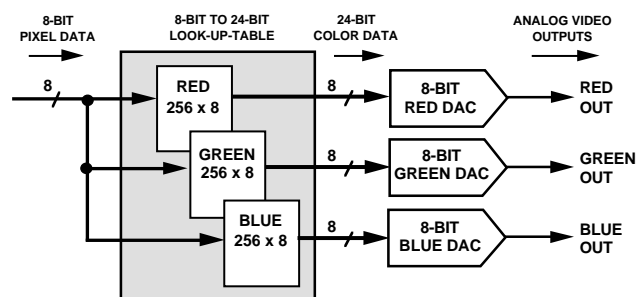 8-BIT
PIXEL DATA
8-BIT TO 24-BIT
LOOK-UP-TABLE
24-BIT
COLOR DATA
ANALOG VIDEO
OUTPUTS
8
RED
256 x 8
8
8-BIT
RED DAC
RED
OUT
GREEN
256 x 8
8
8-BIT
GREEN DAC
GREEN
OUT
BLUE
256 x 8
8
8-BIT
BLUE DAC
BLUE
OUT